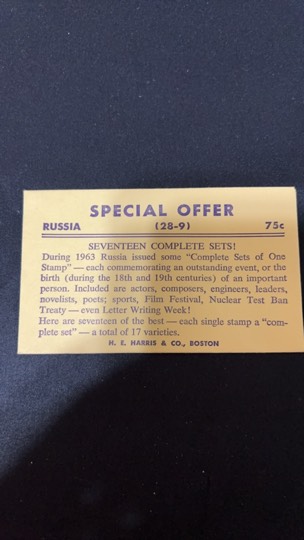 SPECIAL OFFER
RUSSIA (28-9) 75c
SEVENTEEN COMPLETE SETS!
During 1963 Russia issued some "Complete Sets of One
Stamp" — each commemorating an outstanding event, or the
birth (during the 18th and 19th centuries) of an important
person. Included are actors, composers, engineers, leaders,
novelists, poets; sports, Film Festival, Nuclear Test Ban
Treaty — even Letter Writing Week!
Here are seventeen of the best — each single stamp a "com-
plete set" — a total of 17 varieties.
H. E. HARRIS & CO., BOSTON